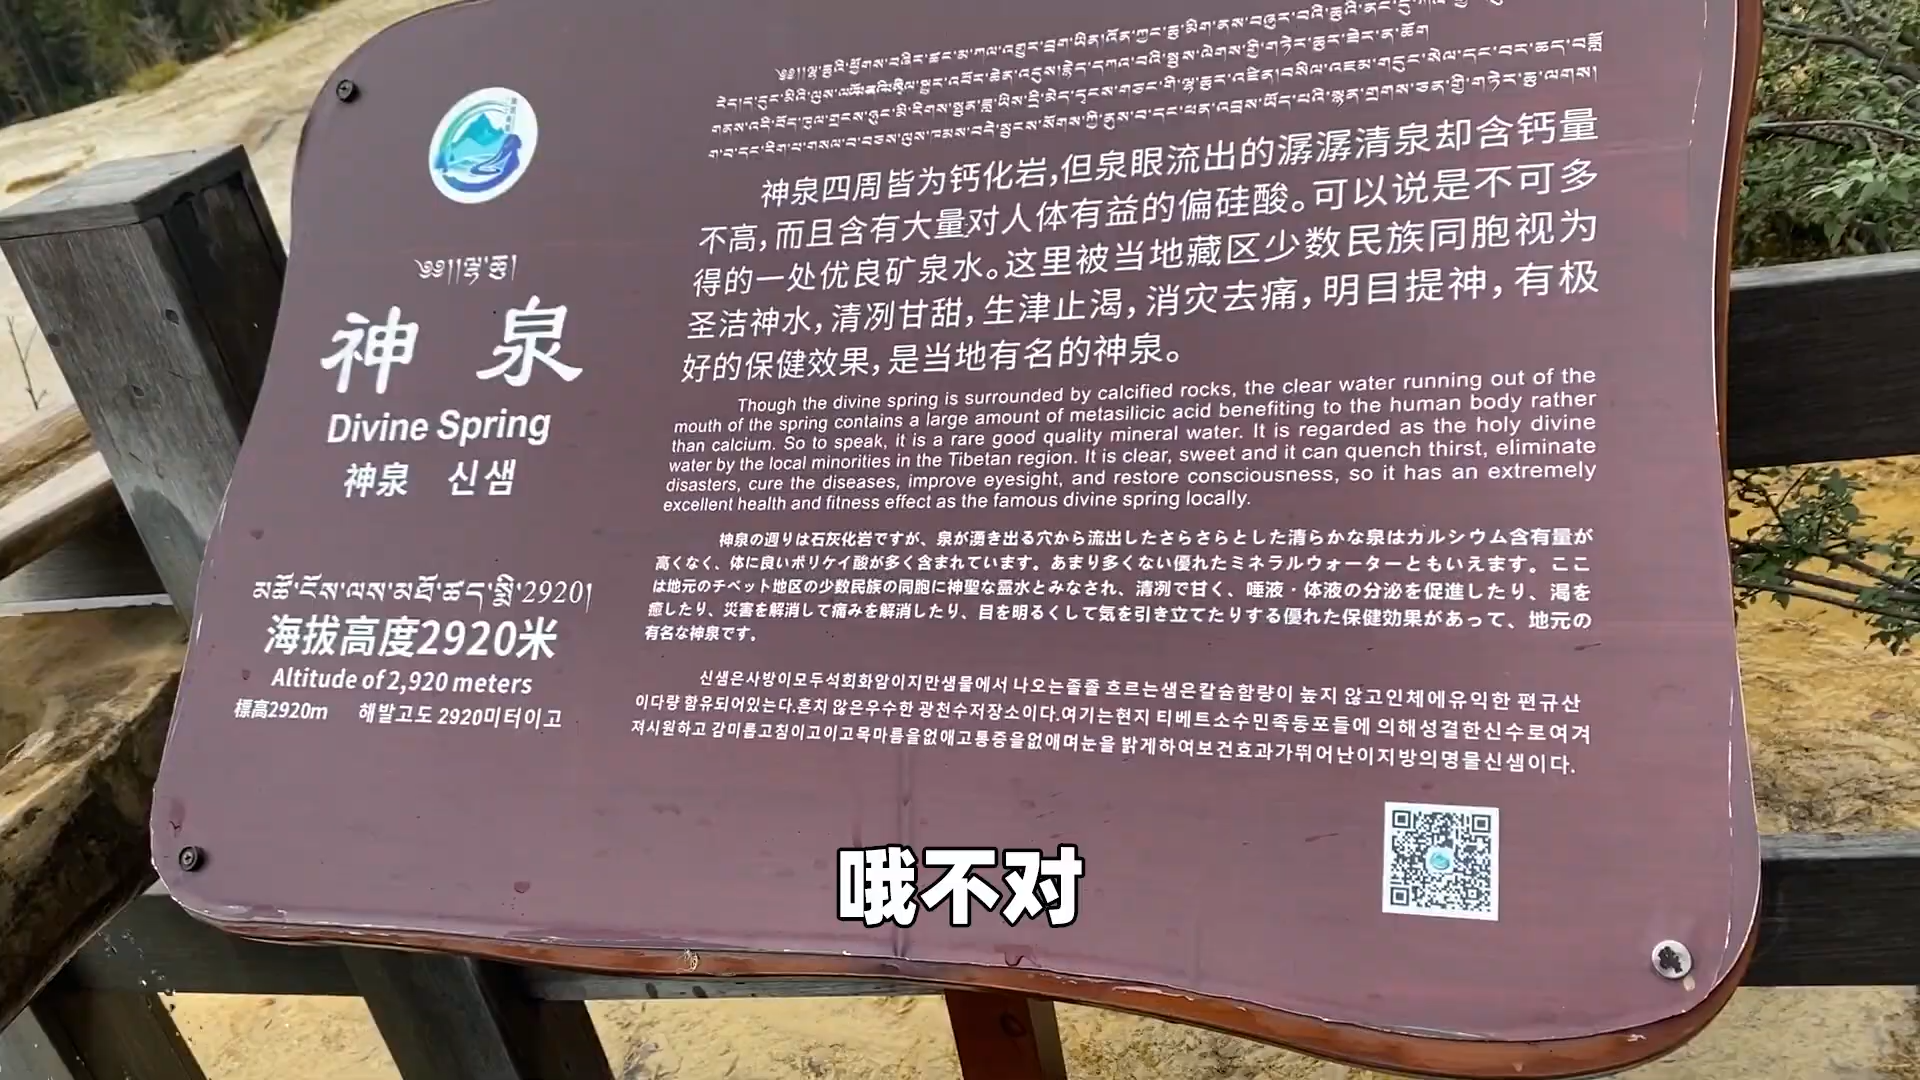 ༄༅།།ལྷ་ཆུ།
神 泉
Divine Spring
神泉 신샘
མཚོ་ངོས་ལས་མཐོ་ཚད་སྨི་2920།
海拔高度2920米
Altitude of 2,920 meters
標高2920m 해발고도 2920미터이고
神泉四周皆为钙化岩,但泉眼流出的潺潺清泉却含钙量
不高,而且含有大量对人体有益的偏硅酸。可以说是不可多
得的一处优良矿泉水。这里被当地藏区少数民族同胞视为
圣洁神水,清冽甘甜,生津止渴,消灾去痛,明目提神,有极
好的保健效果,是当地有名的神泉。
Though the divine spring is surrounded by calcified rocks, the clear water running out of the
mouth of the spring contains a large amount of metasilicic acid benefiting to the human body rather
than calcium. So to speak, it is a rare good quality mineral water. It is regarded as the holy divine
water by the local minorities in the Tibetan region. It is clear, sweet and it can quench thirst, eliminate
disasters, cure the diseases, improve eyesight, and restore consciousness, so it has an extremely
excellent health and fitness effect as the famous divine spring locally.
神泉の廻りは石灰化岩ですが、泉が湧き出る穴から流出したさらさらとした清らかな泉はカルシウム含有量が
高くなく、体に良いポリケイ酸が多く含まれています。あまり多くない優れたミネラルウォーターともいえます。ここ
は地元のチベット地区の少数民族の同胞に神聖な霊水とみなされ、清冽で甘く、唾液・体液の分泌を促進したり、渇を
癒したり、災害を解消して痛みを解消したり、目を明るくして気を引き立てたりする優れた保健効果があって、地元の
有名な神泉です。
신샘은사방이모두석회화암이지만샘물에서 나오는졸졸 흐르는샘은칼슘함량이 높지 않고인체에유익한 편규산
이다량 함유되어있는다.흔치 않은우수한 광천수저장소이다.여기는현지 티베트소수민족동포들에 의해성결한신수로여겨
져시원하고 감미롭고침이고이고목마름을없애고통증을없애며눈을 밝게하여보건효과가뛰어난이지방의명물신샘이다.
哦不对